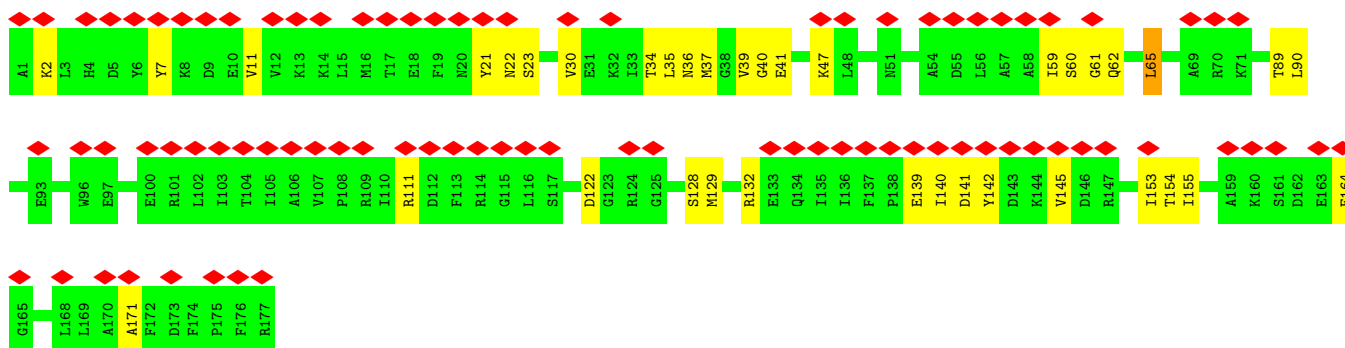 A1 K2 L3 H4 D5 Y6 Y7 K8 D9 E10 V11 V12 K13 K14 L15 M16 T17 E18 F19 N20 Y21 N22 S23 V30 E31 K32 I33 T34 L35 N36 M37 G38 V39 G40 E41 K47 L48 N51 A54 D55 L56 A57 A58 I59 S60 G61 Q62 L65 A69 R70 K71 T89 L90
E93 W96 E97 E100 R101 L102 I103 T104 I105 A106 V107 P108 R109 I110 R111 D112 F113 R114 G115 L116 S117 D122 G123 R124 G125 S128 M129 R132 E133 Q134 I135 I136 F137 P138 E139 I140 D141 Y142 D143 K144 V145 D146 R147 I153 T154 I155 A159 K160 S161 D162 E163
G165 L168 L169 A170 A171 F172 D173 F174 P175 F176 R177